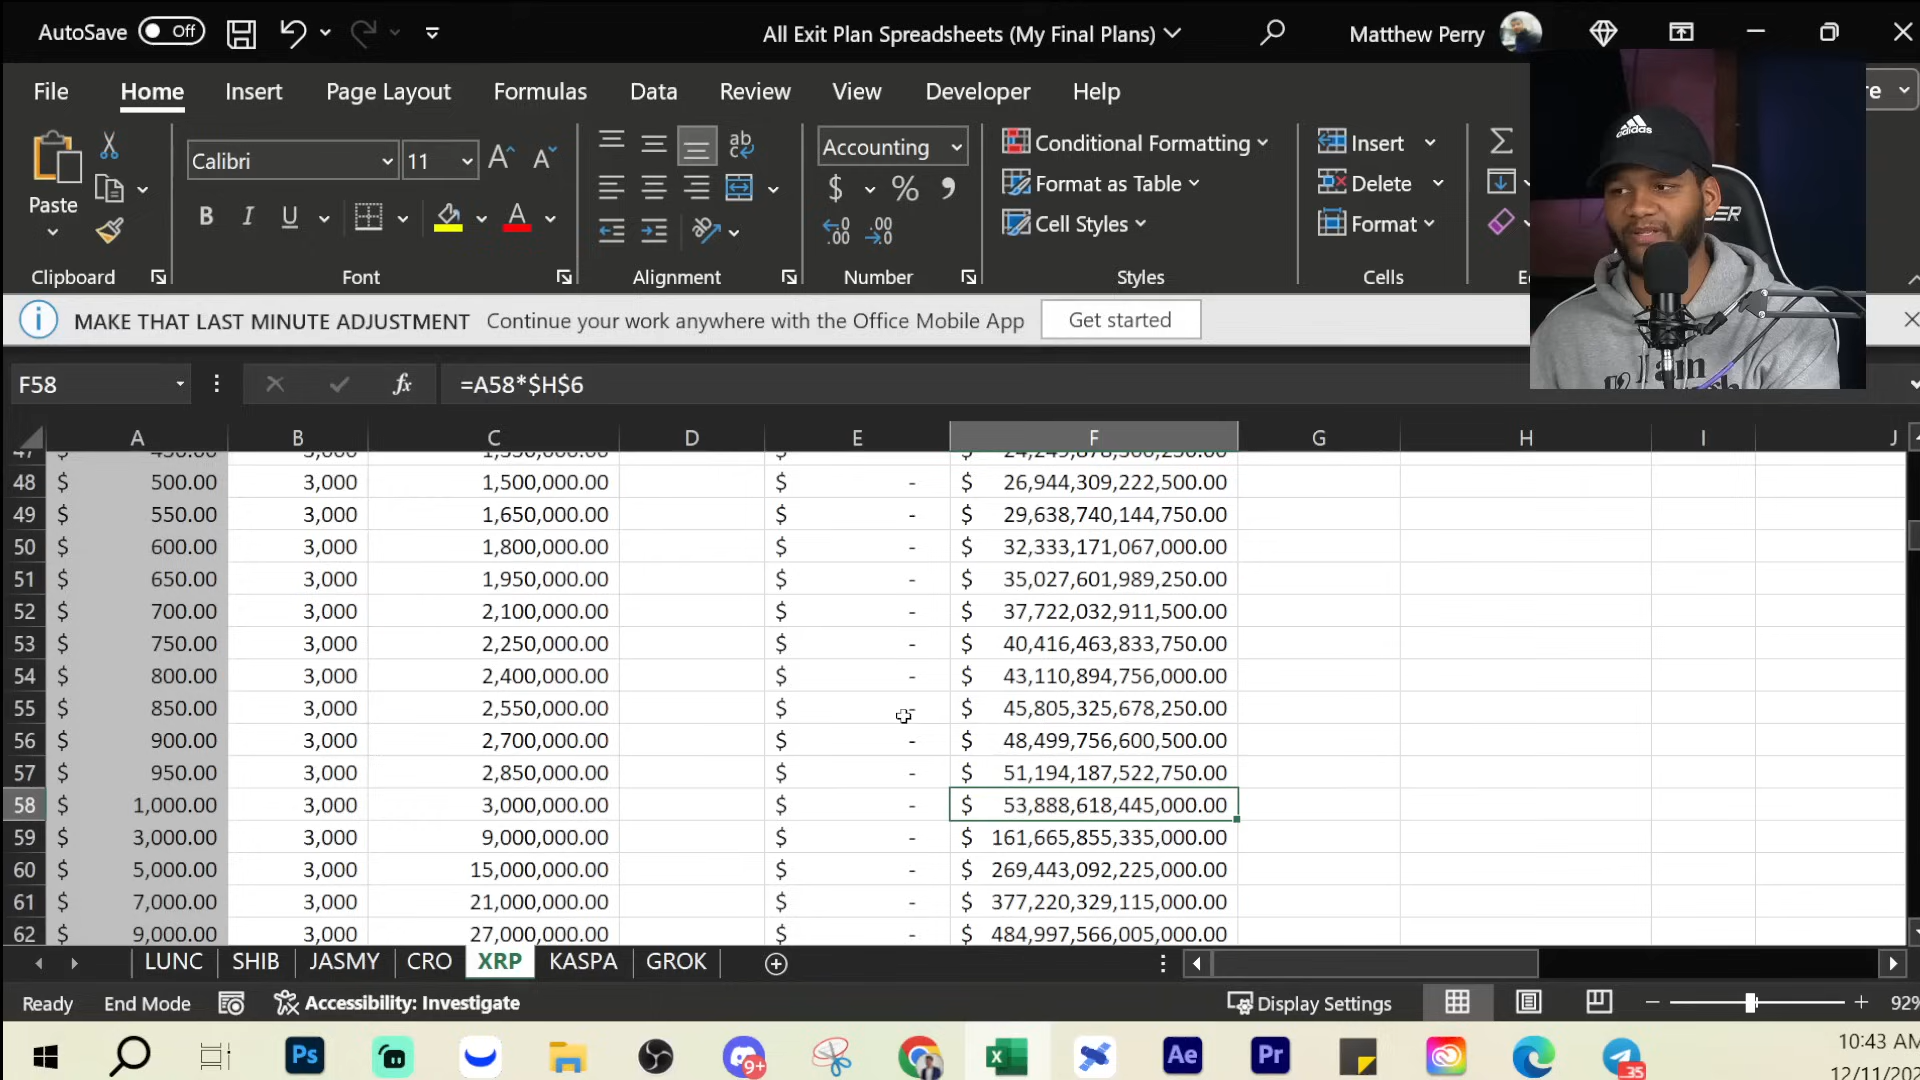 AutoSave Off All Exit Plan Spreadsheets (My Final Plans) Matthew Perry
File Home Insert Page Layout Formulas Data Review View Developer Help
adidas
Paste
Calibri 11 A A
B I U A
ab
Accounting
$ % ,
Conditional Formatting
Format as Table
Cell Styles
Insert
Delete
Format
Clipboard Font Alignment Number Styles Cells
MAKE THAT LAST MINUTE ADJUSTMENT Continue your work anywhere with the Office Mobile App Get started
I am
F58 fx =A58*$H$6
A B C D E F G H I J
48 $ 500.00 3,000 1,500,000.00 $ - $ 26,944,309,222,500.00
49 $ 550.00 3,000 1,650,000.00 $ - $ 29,638,740,144,750.00
50 $ 600.00 3,000 1,800,000.00 $ - $ 32,333,171,067,000.00
51 $ 650.00 3,000 1,950,000.00 $ - $ 35,027,601,989,250.00
52 $ 700.00 3,000 2,100,000.00 $ - $ 37,722,032,911,500.00
53 $ 750.00 3,000 2,250,000.00 $ - $ 40,416,463,833,750.00
54 $ 800.00 3,000 2,400,000.00 $ - $ 43,110,894,756,000.00
55 $ 850.00 3,000 2,550,000.00 $ - $ 45,805,325,678,250.00
56 $ 900.00 3,000 2,700,000.00 $ - $ 48,499,756,600,500.00
57 $ 950.00 3,000 2,850,000.00 $ - $ 51,194,187,522,750.00
58 $ 1,000.00 3,000 3,000,000.00 $ - $ 53,888,618,445,000.00
59 $ 3,000.00 3,000 9,000,000.00 $ - $ 161,665,855,335,000.00
60 $ 5,000.00 3,000 15,000,000.00 $ - $ 269,443,092,225,000.00
61 $ 7,000.00 3,000 21,000,000.00 $ - $ 377,220,329,115,000.00
62 $ 9,000.00 3,000 27,000,000.00 $ - $ 484,997,566,005,000.00
LUNC SHIB JASMY CRO XRP KASPA GROK
Ready End Mode Accessibility: Investigate Display Settings 92%
Ps 9+ Ae Pr 35
10:43 AM